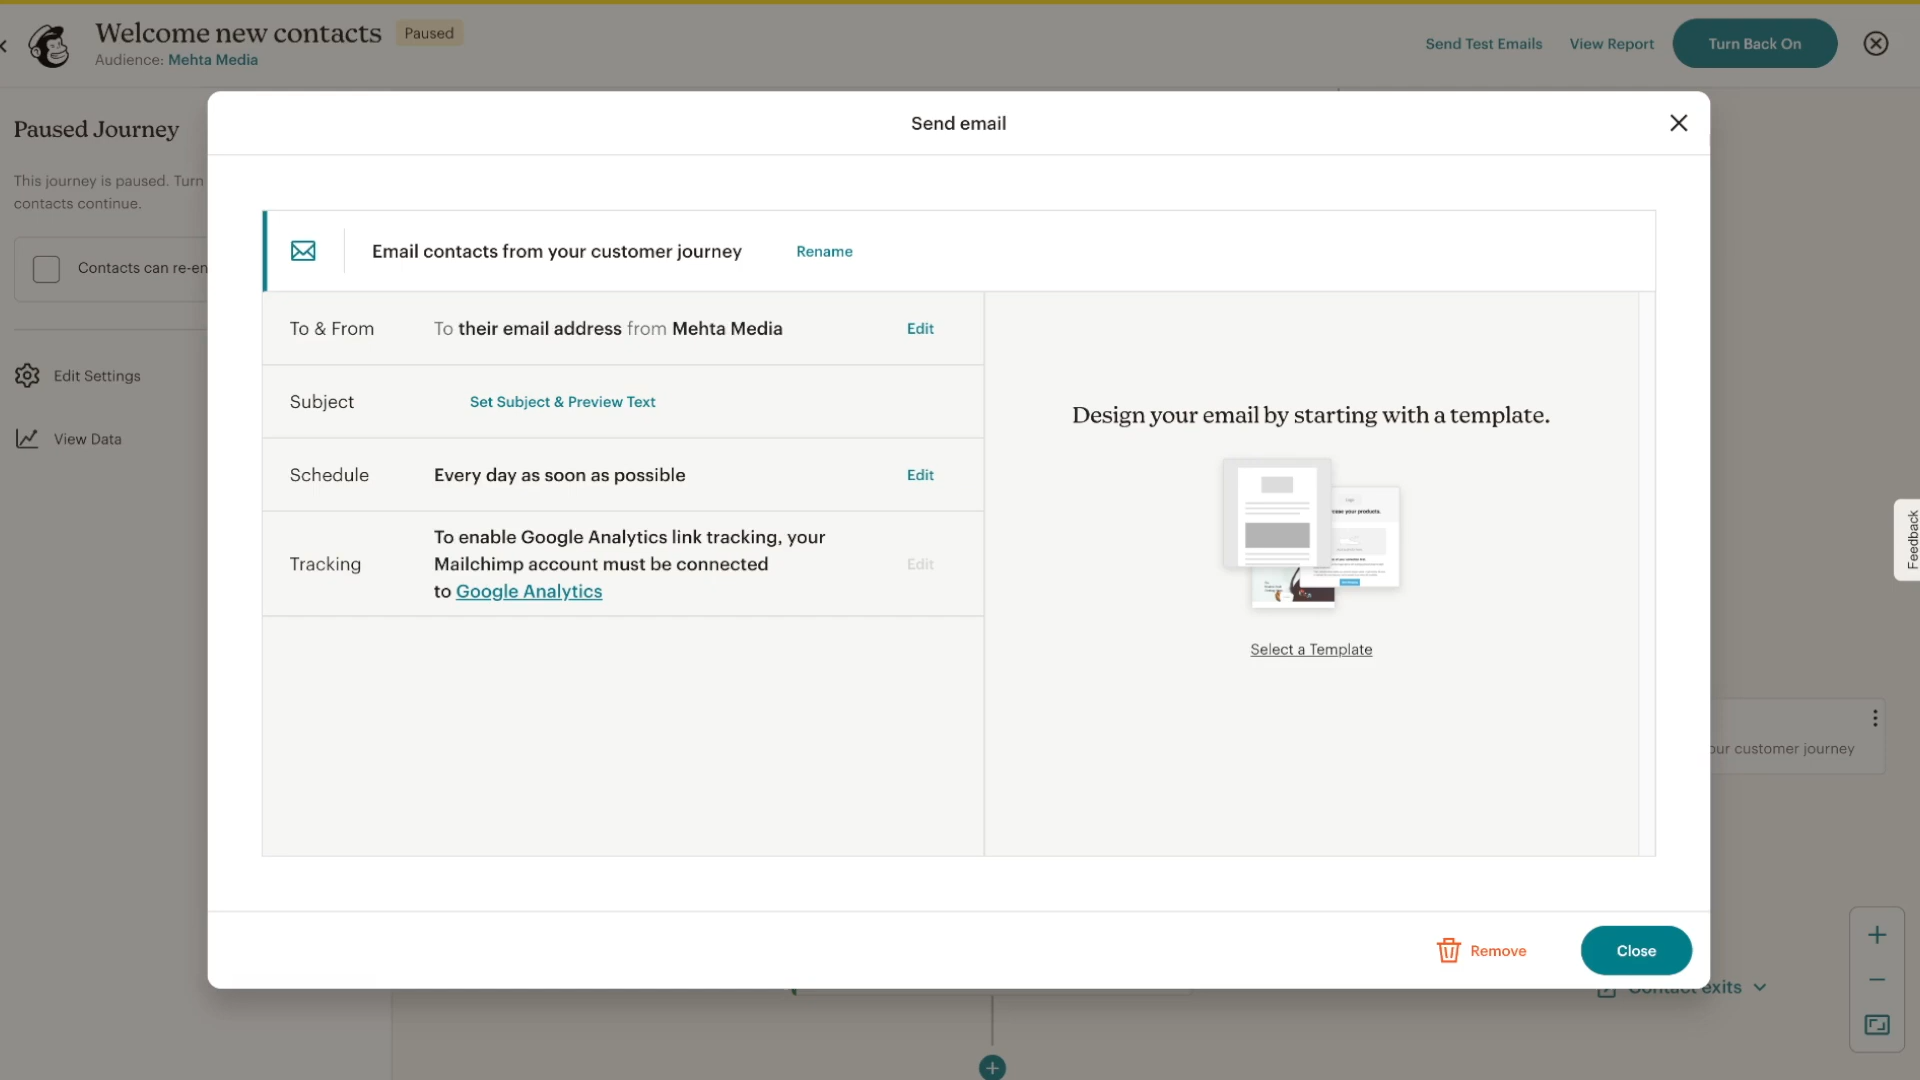 Welcome new contacts
Paused
Audience: Mehta Media
Send Test Emails
View Report
Turn Back On
Paused Journey
This journey is paused. Turn
contacts continue.
Contacts can re-en
Edit Settings
View Data
Send email
Email contacts from your customer journey
Rename
To & From
To their email address from Mehta Media
Edit
Subject
Set Subject & Preview Text
Schedule
Every day as soon as possible
Edit
Tracking
To enable Google Analytics link tracking, your
Mailchimp account must be connected
to Google Analytics
Edit
Design your email by starting with a template.
your products.
Select a Template
Feedback
our customer journey
Remove
Close
Contact exits